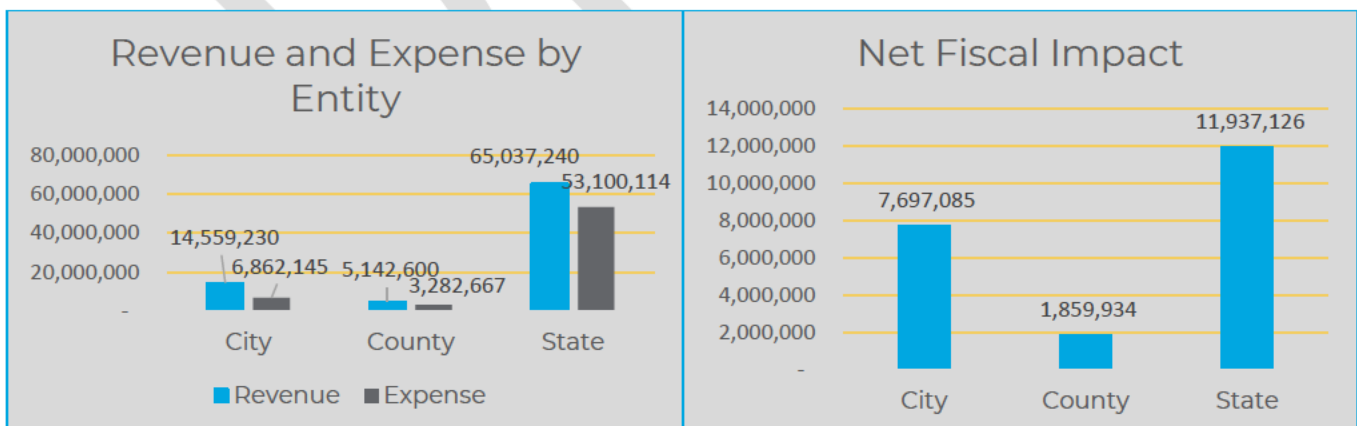 Revenue and Expense by
Entity
80,000,000
60,000,000
40,000,000
20,000,000
-
65,037,240
53,100,114
14,559,230
6,862,145
5,142,600
3,282,667
City
County
State
Revenue
Expense
Net Fiscal Impact
14,000,000
12,000,000
10,000,000
8,000,000
6,000,000
4,000,000
2,000,000
-
7,697,085
1,859,934
11,937,126
City
County
State